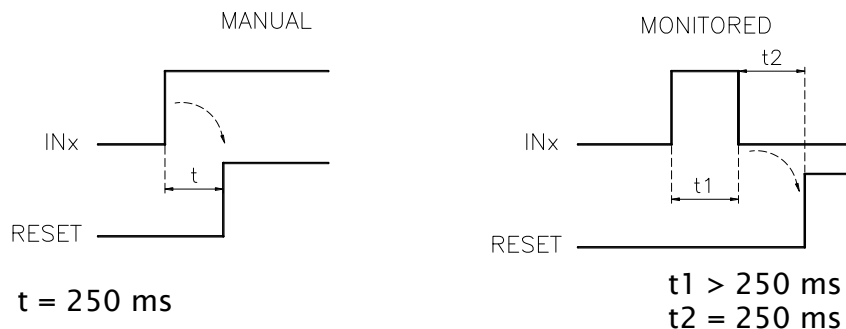 MANUAL
INx
t
RESET
t = 250 ms
MONITORED
t2
INx
t1
RESET
t1 > 250 ms
t2 = 250 ms